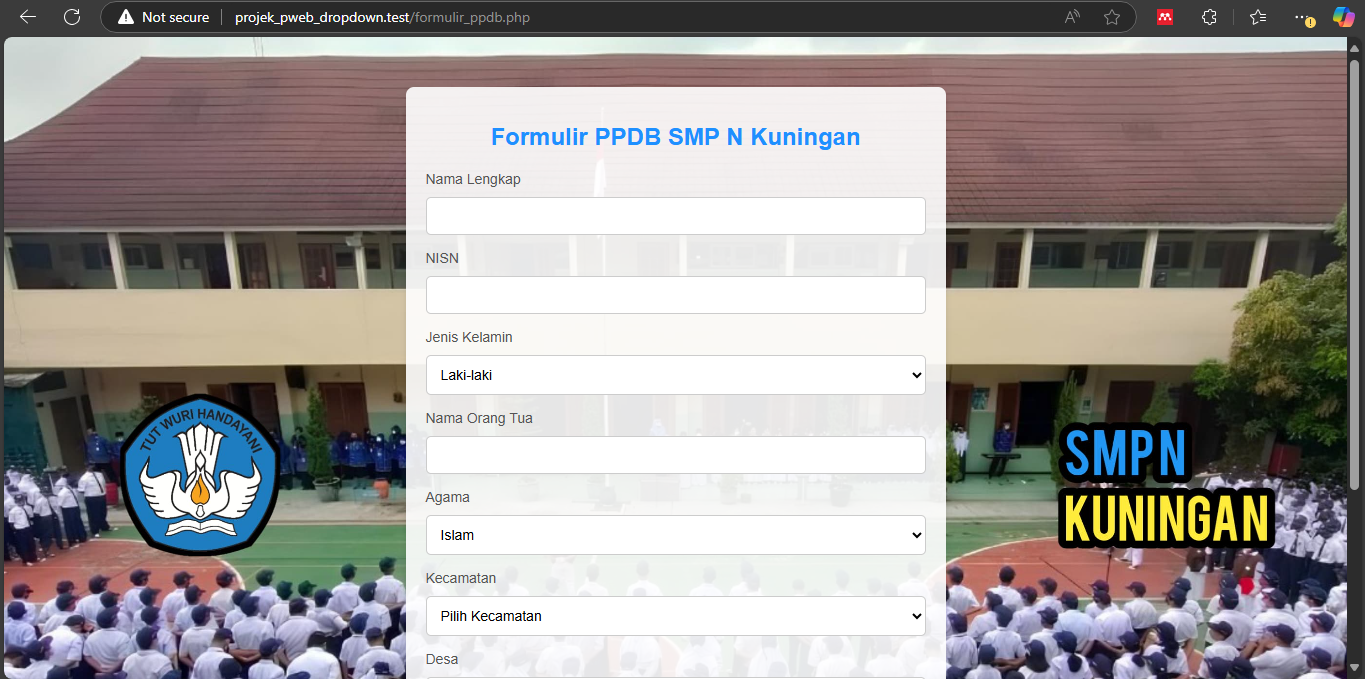 Not secure
projek_pweb_dropdown.test/formulir_ppdb.php
Formulir PPDB SMP N Kuningan
Nama Lengkap
NISN
Jenis Kelamin
Laki-laki
Nama Orang Tua
Agama
Islam
Kecamatan
Pilih Kecamatan
Desa
TUT WURI HANDAYANI
SMP N
KUNINGAN